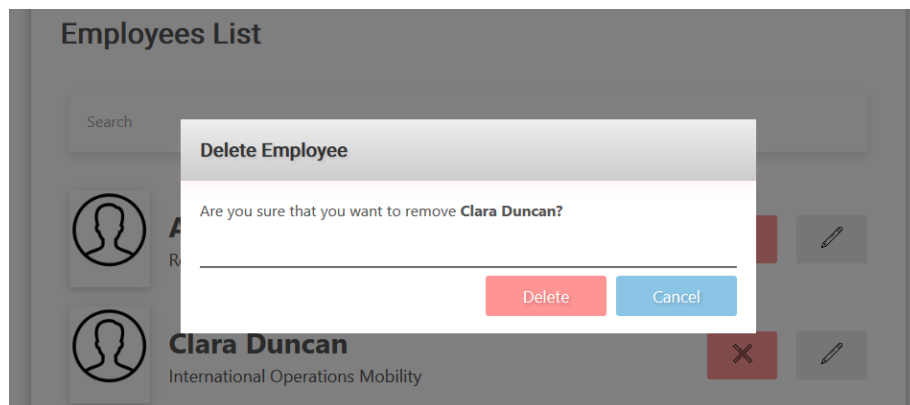 Employees List
Search
Delete Employee
Are you sure that you want to remove Clara Duncan?
Delete Cancel
Clara Duncan
International Operations Mobility